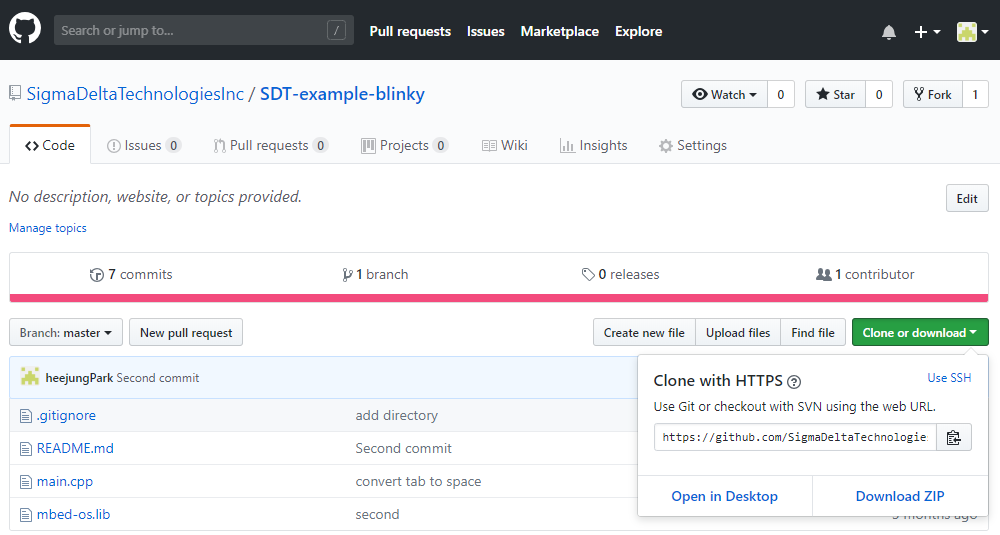 Search or jump to... /
Pull requests Issues Marketplace Explore
SigmaDeltaTechnologiesInc / SDT-example-blinky
Watch 0 Star 0 Fork 1
Code Issues 0 Pull requests 0 Projects 0 Wiki Insights Settings
No description, website, or topics provided.
Edit
Manage topics
7 commits 1 branch 0 releases 1 contributor
Branch: master New pull request Create new file Upload files Find file Clone or download
heejungPark Second commit
.gitignore add directory
README.md Second commit
main.cpp convert tab to space
mbed-os.lib second
Clone with HTTPS ?
Use SSH
Use Git or checkout with SVN using the web URL.
https://github.com/SigmaDeltaTechnologies
Open in Desktop Download ZIP
months ago